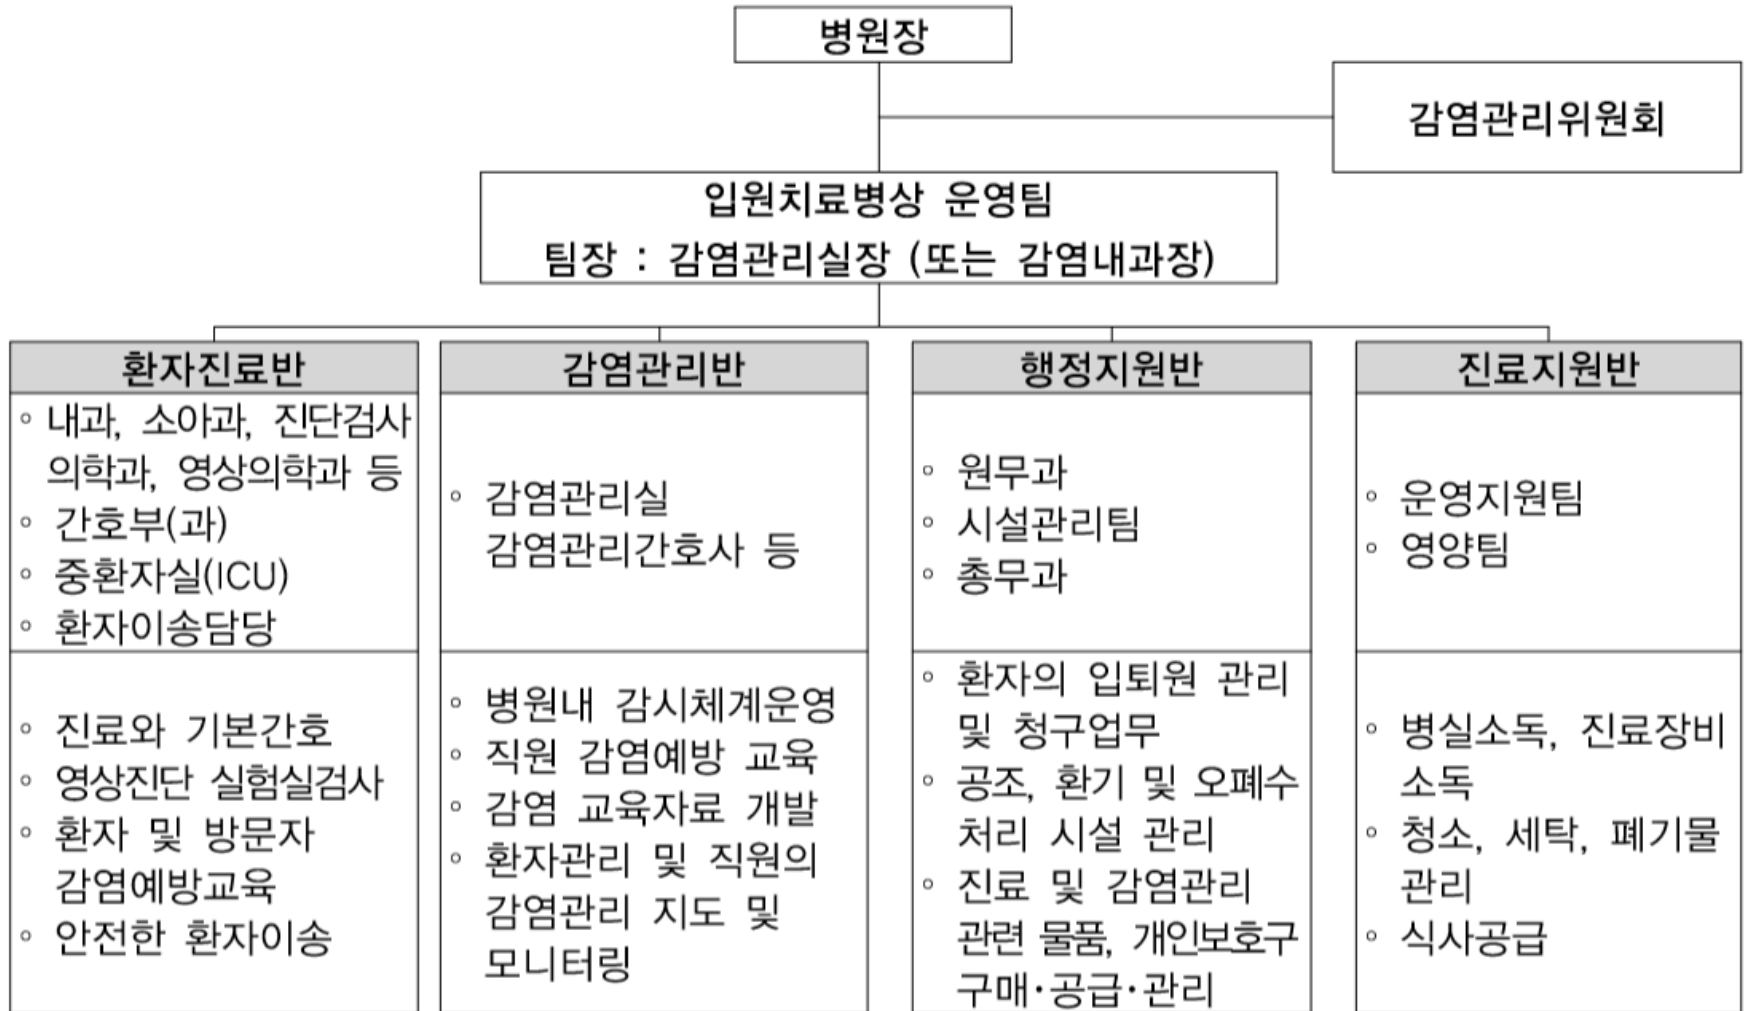 병원장
감염관리위원회
입원치료병상 운영팀
팀장 : 감염관리실장 (또는 감염내과장)
환자진료반
◦ 내과, 소아과, 진단검사
의학과, 영상의학과 등
◦ 간호부(과)
◦ 중환자실(ICU)
◦ 환자이송담당
◦ 진료와 기본간호
◦ 영상진단 실험실검사
◦ 환자 및 방문자
감염예방교육
◦ 안전한 환자이송
감염관리반
◦ 감염관리실
감염관리간호사 등
◦ 병원내 감시체계운영
◦ 직원 감염예방 교육
◦ 감염 교육자료 개발
◦ 환자관리 및 직원의
감염관리 지도 및
모니터링
행정지원반
◦ 원무과
◦ 시설관리팀
◦ 총무과
◦ 환자의 입퇴원 관리
및 청구업무
◦ 공조, 환기 및 오폐수
처리 시설 관리
◦ 진료 및 감염관리
관련 물품, 개인보호구
구매·공급·관리
진료지원반
◦ 운영지원팀
◦ 영양팀
◦ 병실소독, 진료장비
소독
◦ 청소, 세탁, 폐기물
관리
◦ 식사공급